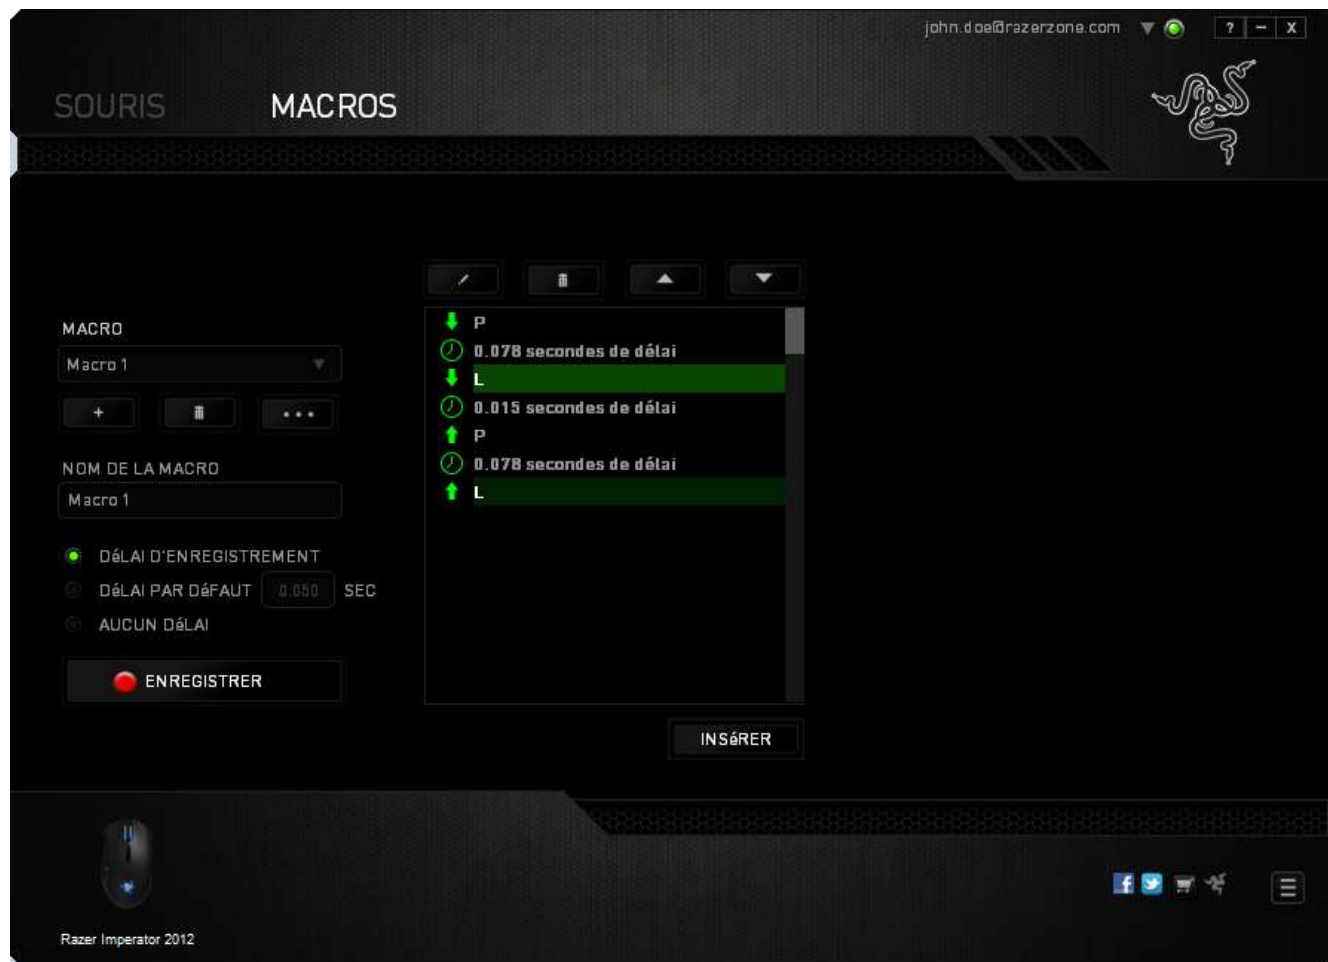 john.doe@razerzone.com
? – X
SOURIS MACROS
MACRO
Macro 1
+
NOM DE LA MACRO
Macro 1
DéLAI D'ENREGISTREMENT
DéLAI PAR DéFAUT 0.050 SEC
AUCUN DéLAI
ENREGISTRER
P
0.078 secondes de délai
L
0.015 secondes de délai
P
0.078 secondes de délai
L
INSéRER
Razer Imperator 2012